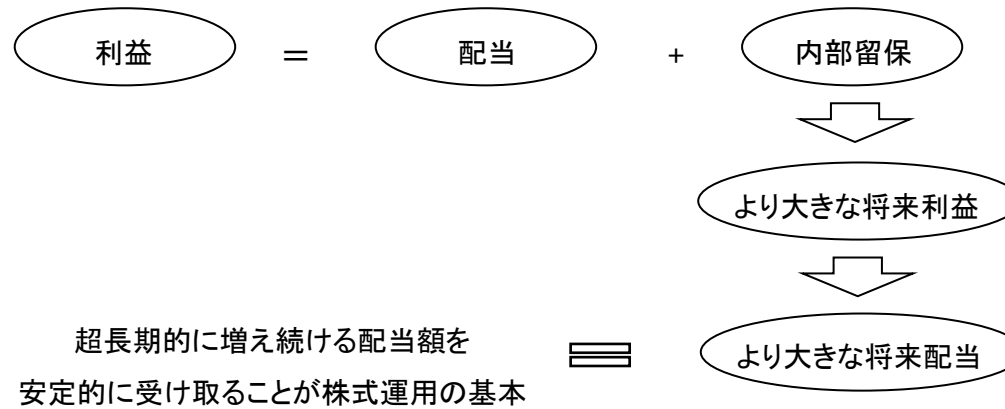 利益 = 配当 + 内部留保
より大きな将来利益
より大きな将来配当
超長期的に増え続ける配当額を
安定的に受け取ることが株式運用の基本